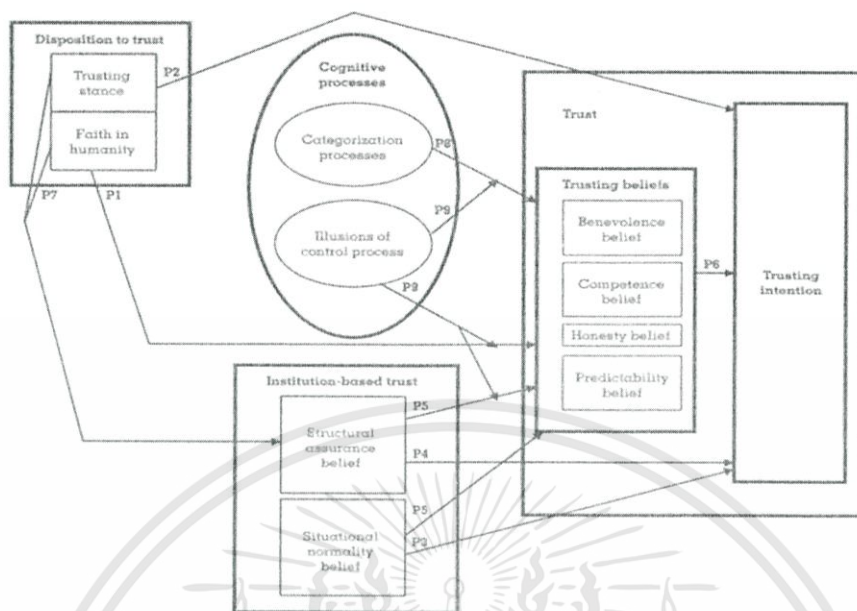 Disposition to trust
Trusting
stance
Faith in
humanity
P2
P7
P1
Cognitive
processes
Categorization
processes
P8
Illusions of
control process
P9
P9
Trust
Trusting beliefs
Benevolence
belief
Competence
belief
Honesty belief
Predictability
belief
P6
Trusting
intention
Institution-based trust
Structural
assurance
belief
P5
P4
Situational
normality
belief
P5
P3